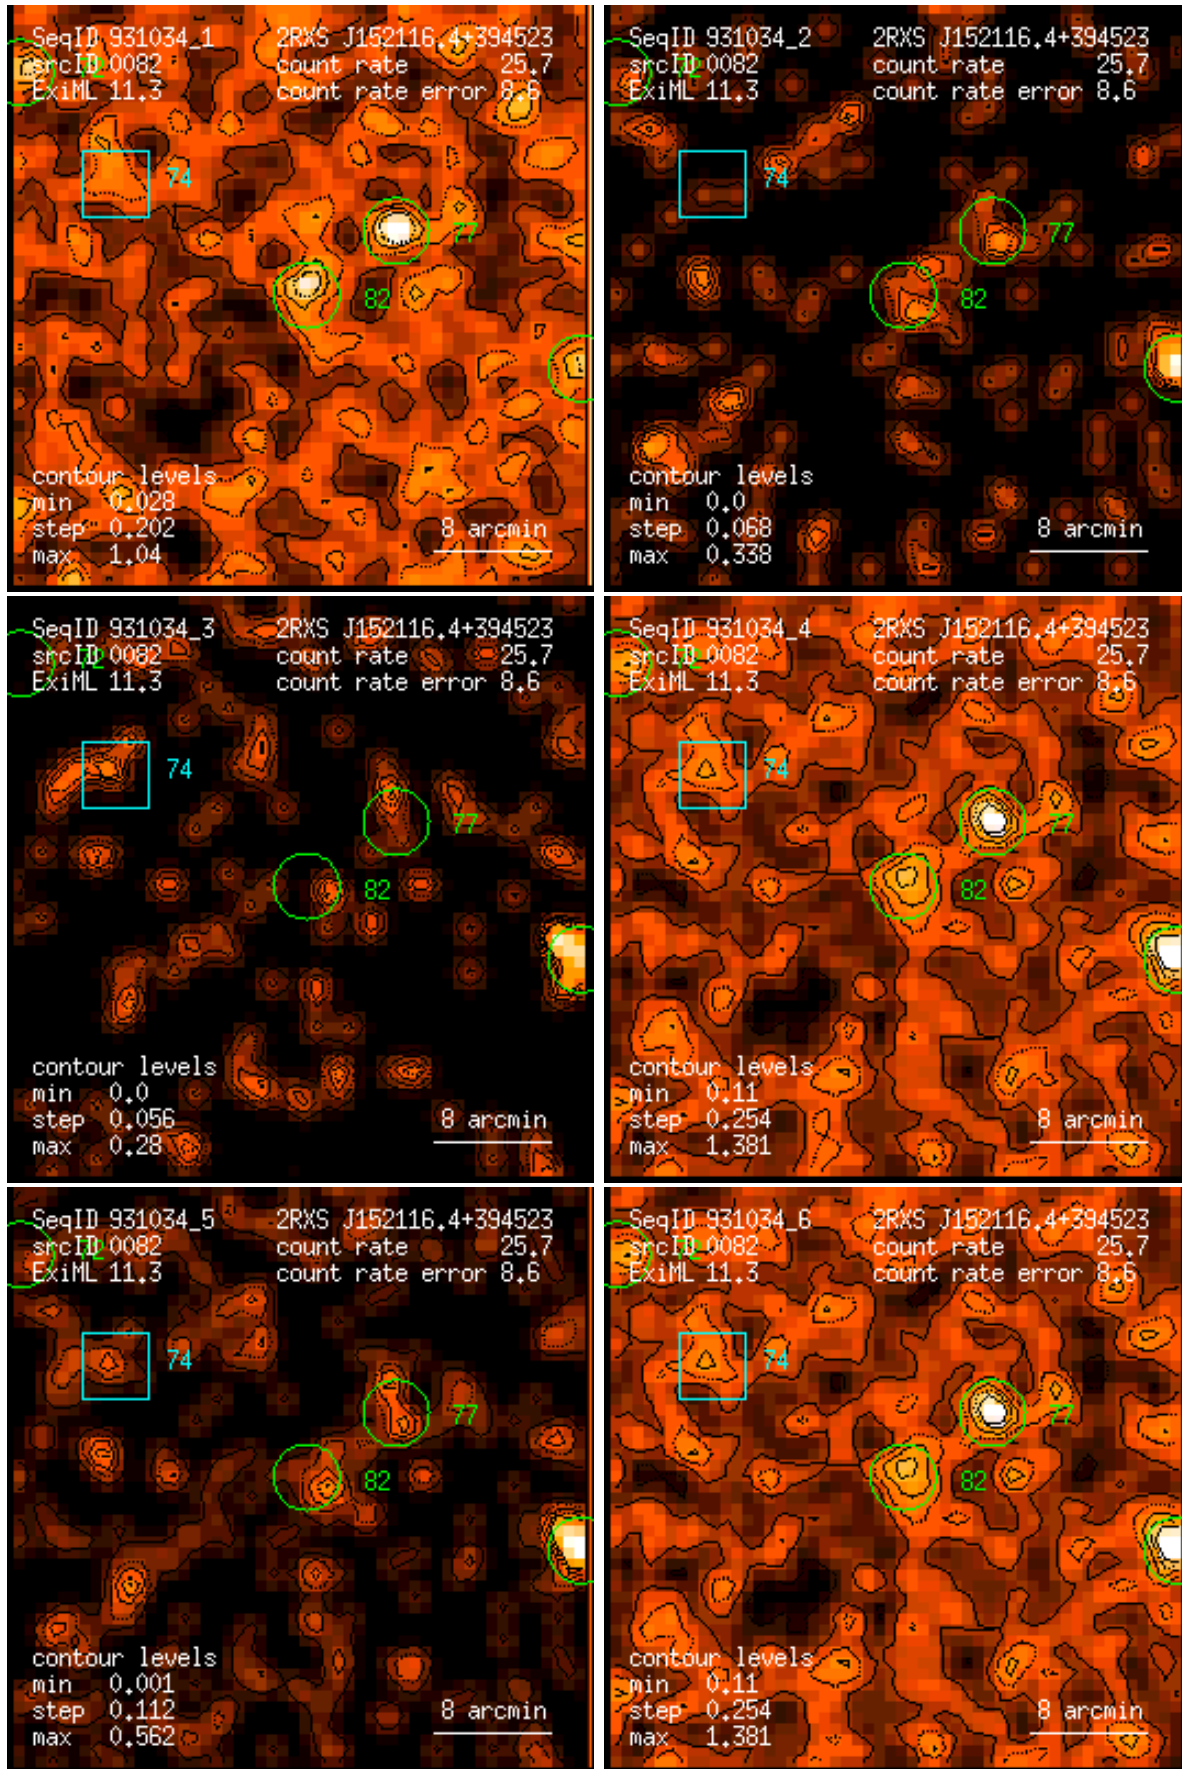 SeqID 931034_1 2RXS J152116.4+394523
srcID 0082 count rate 25.7
ExiML 11.3 count rate error 8.6
72
74
77
82
contour levels
min 0.028
step 0.202
max 1.04
8 arcmin
SeqID 931034_2 2RXS J152116.4+394523
srcID 0082 count rate 25.7
ExiML 11.3 count rate error 8.6
72
74
77
82
contour levels
min 0.0
step 0.068
max 0.338
8 arcmin
SeqID 931034_3 2RXS J152116.4+394523
srcID 0082 count rate 25.7
ExiML 11.3 count rate error 8.6
72
74
77
82
contour levels
min 0.0
step 0.056
max 0.28
8 arcmin
SeqID 931034_4 2RXS J152116.4+394523
srcID 0082 count rate 25.7
ExiML 11.3 count rate error 8.6
72
74
77
82
contour levels
min 0.11
step 0.254
max 1.381
8 arcmin
SeqID 931034_5 2RXS J152116.4+394523
srcID 0082 count rate 25.7
ExiML 11.3 count rate error 8.6
72
74
77
82
contour levels
min 0.001
step 0.112
max 0.562
8 arcmin
SeqID 931034_6 2RXS J152116.4+394523
srcID 0082 count rate 25.7
ExiML 11.3 count rate error 8.6
72
74
77
82
contour levels
min 0.11
step 0.254
max 1.381
8 arcmin